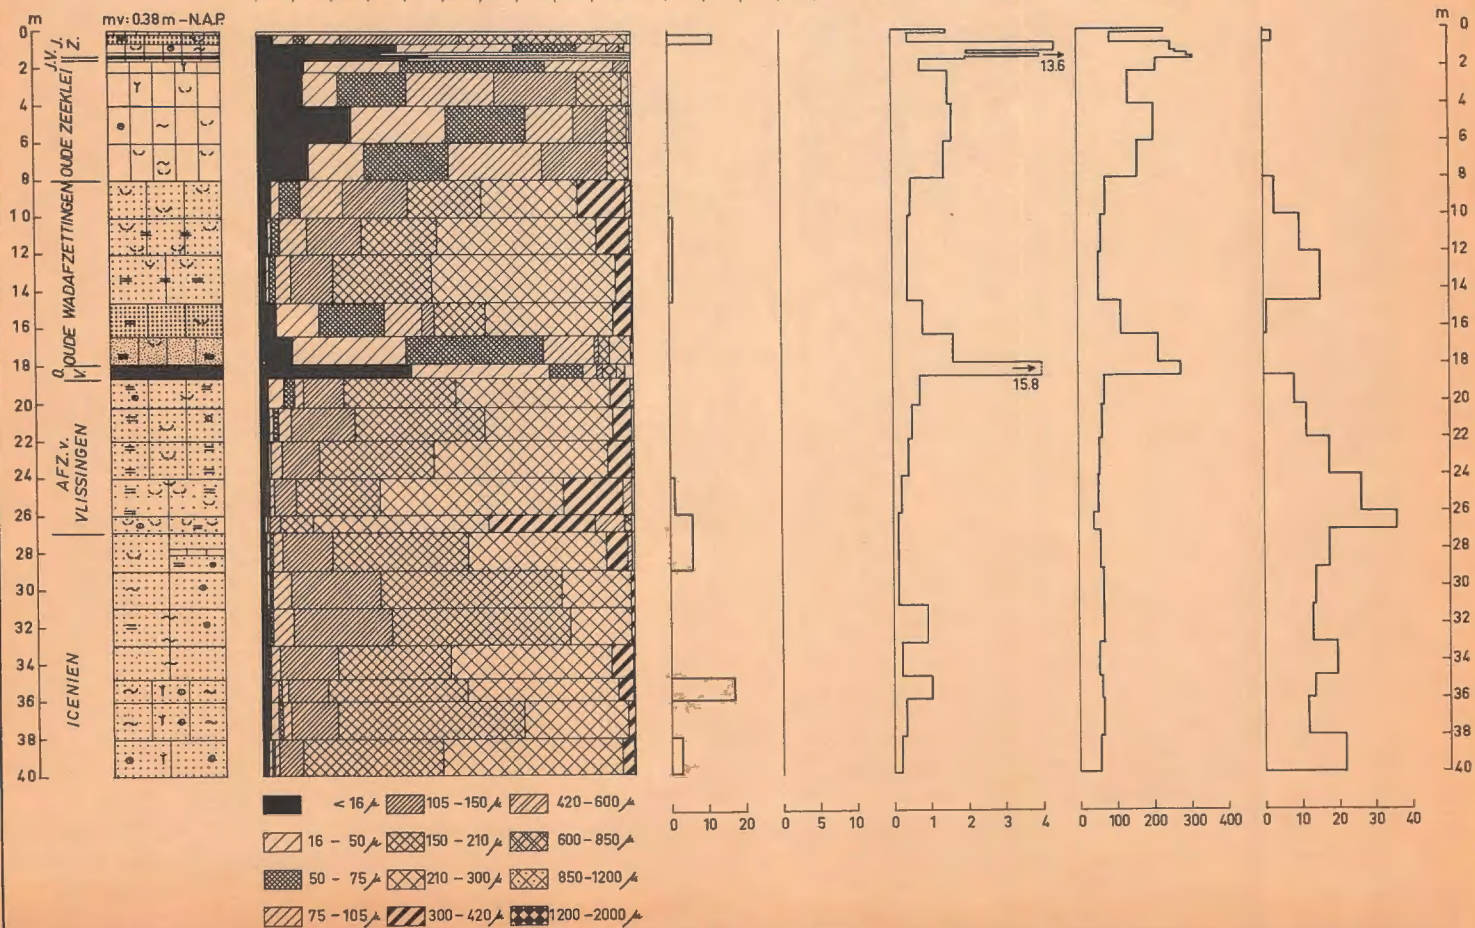 m
mv: 0.38 m – N.A.P.
m
0
2
4
6
8
10
12
14
16
18
20
22
24
26
28
30
32
34
36
38
40
J.V. J. Z.
OUDE ZEEKLEI
OUDE WADAFZETTINGEN
O. V.
AFZ. v. VLISSINGEN
ICENIEN
13.6
15.8
0
2
4
6
8
10
12
14
16
18
20
22
24
26
28
30
32
34
36
38
40
0 10 20
0 5 10
0 1 2 3 4
0 100 200 300 400
0 10 20 30 40
< 16 µ 105 – 150 µ 420 – 600 µ
16 – 50 µ 150 – 210 µ 600 – 850 µ
50 – 75 µ 210 – 300 µ 850 – 1200 µ
75 – 105 µ 300 – 420 µ 1200 – 2000 µ